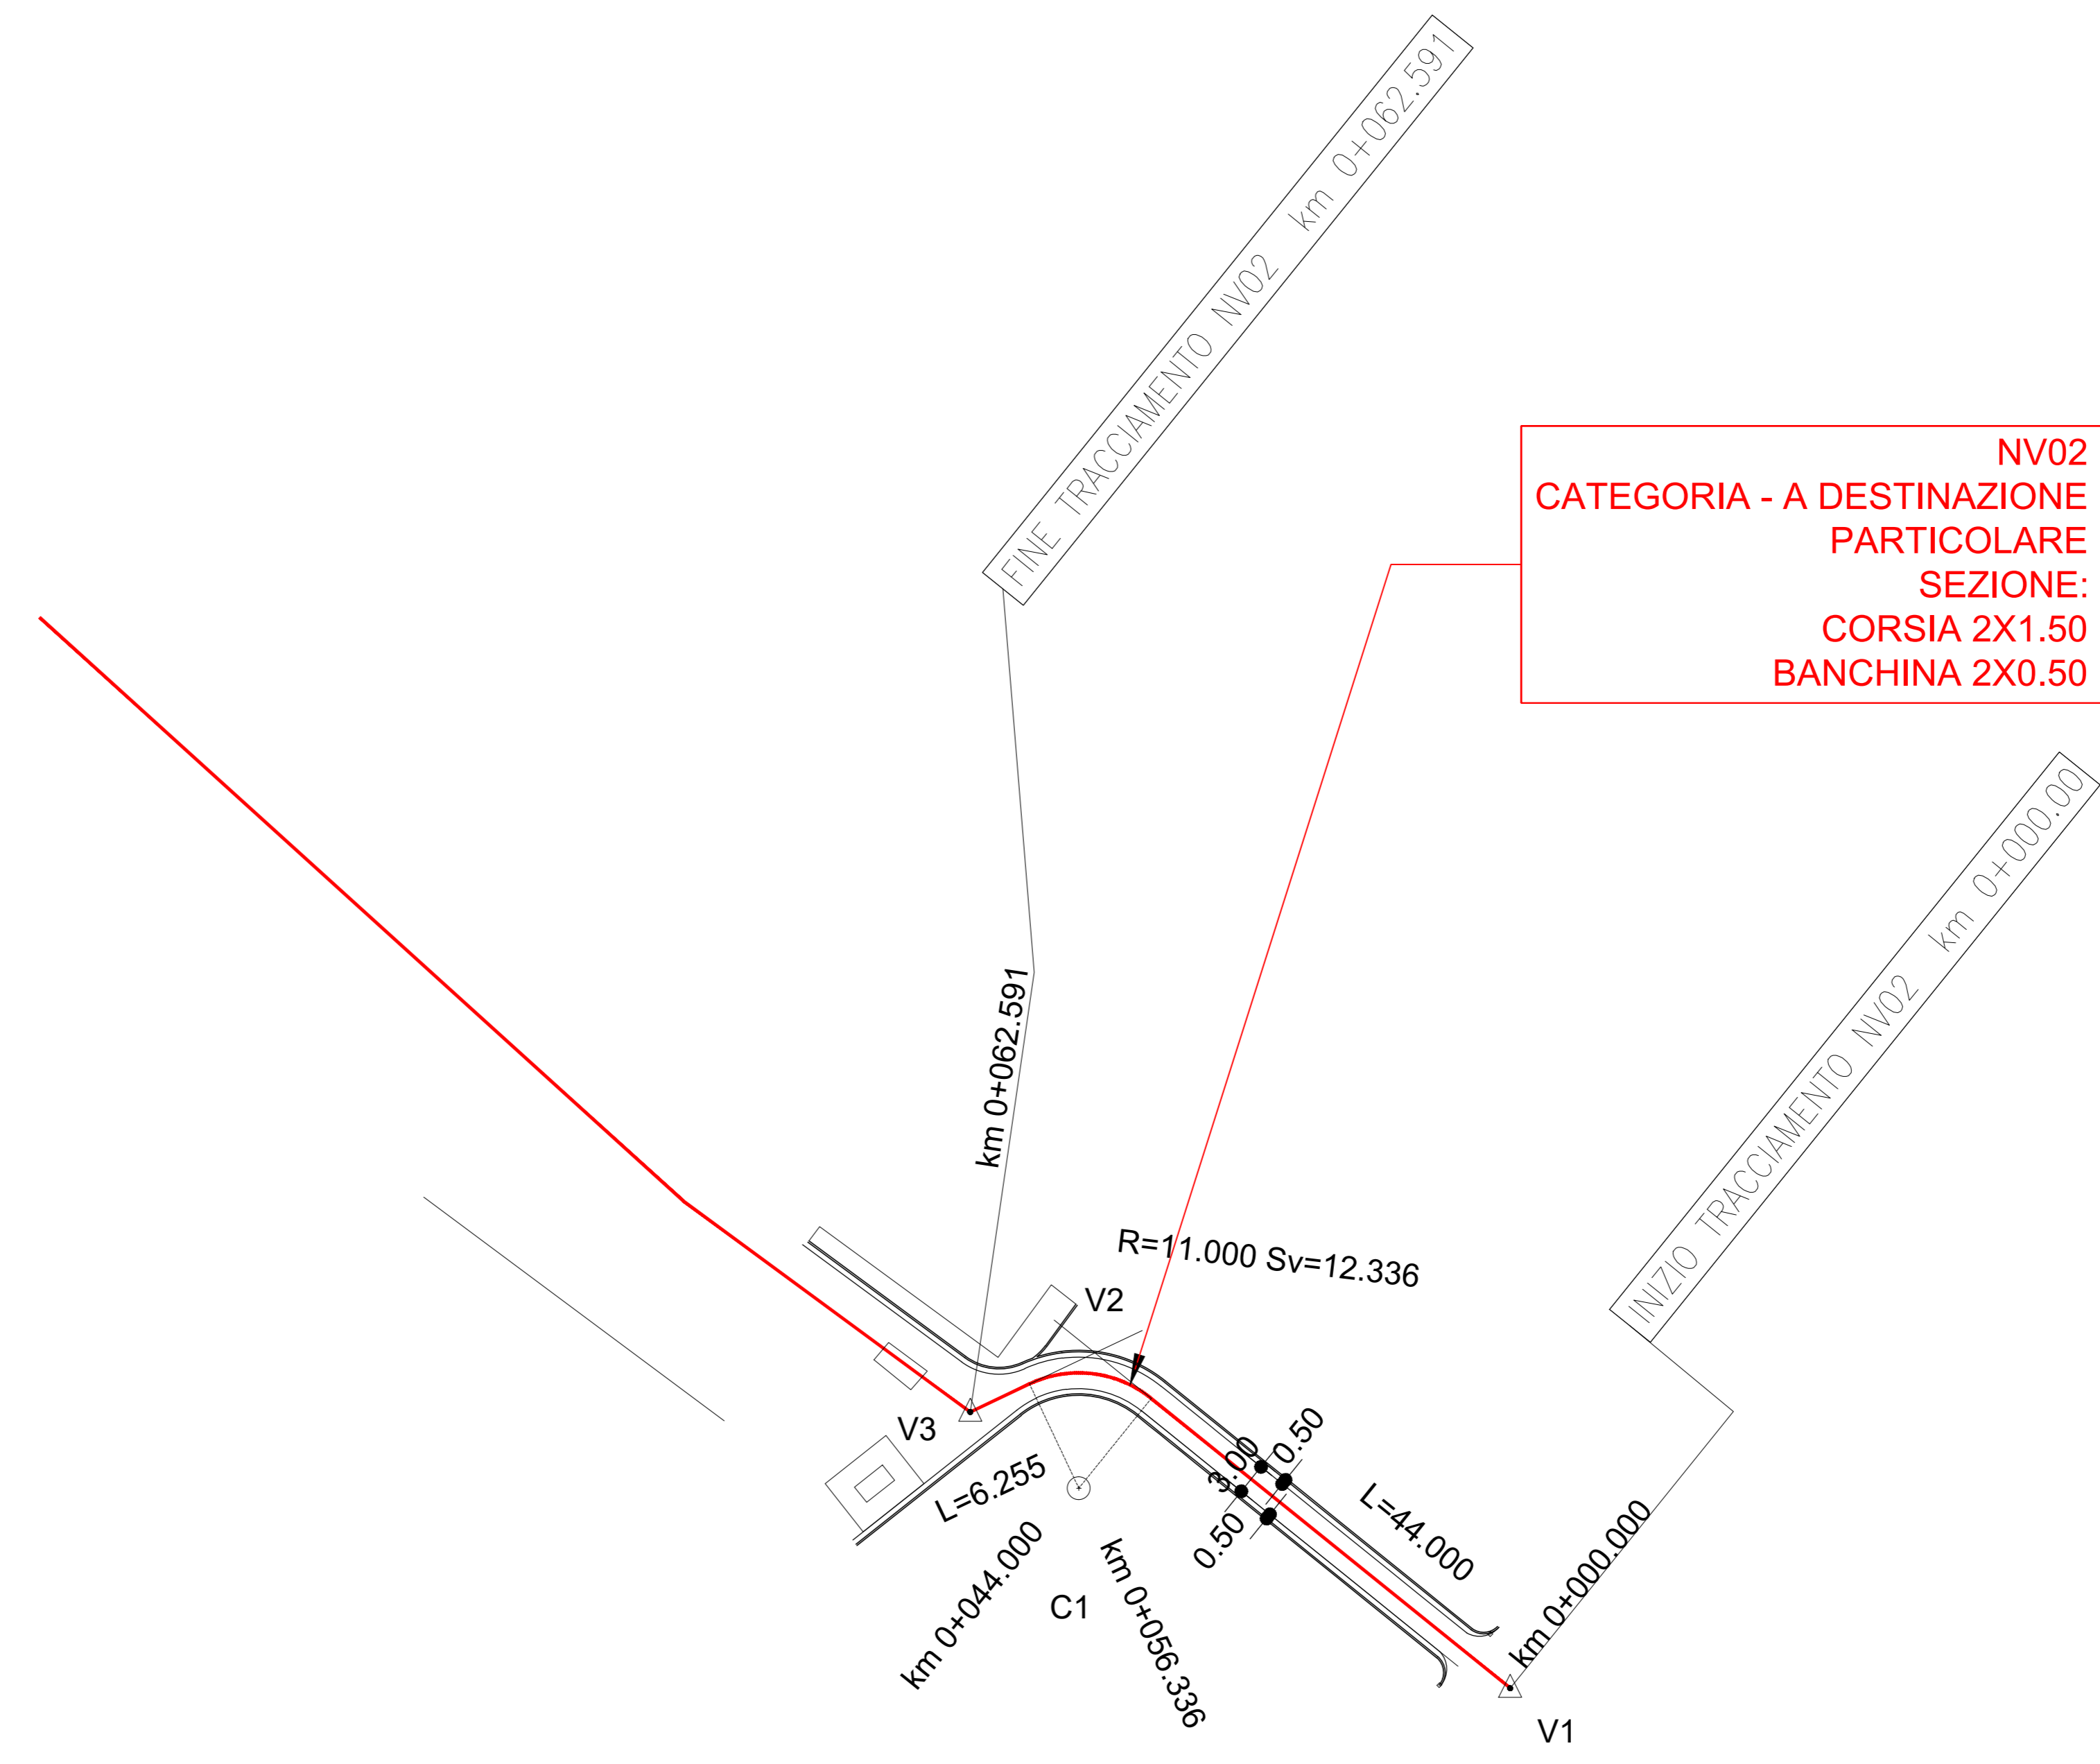 FINE TRACCIAMENTO NV02 km 0+062.591
NV02
CATEGORIA - A DESTINAZIONE
PARTICOLARE
SEZIONE:
CORSIA 2X1.50
BANCHINA 2X0.50
INIZIO TRACCIAMENTO NV02 km 0+000.00
km 0+062.591
R=11.000 Sv=12.336
V2
V3
L=6.255
3.00
0.50
0.50
L=44.000
km 0+000.000
km 0+044.000
C1
km 0+056.336
V1